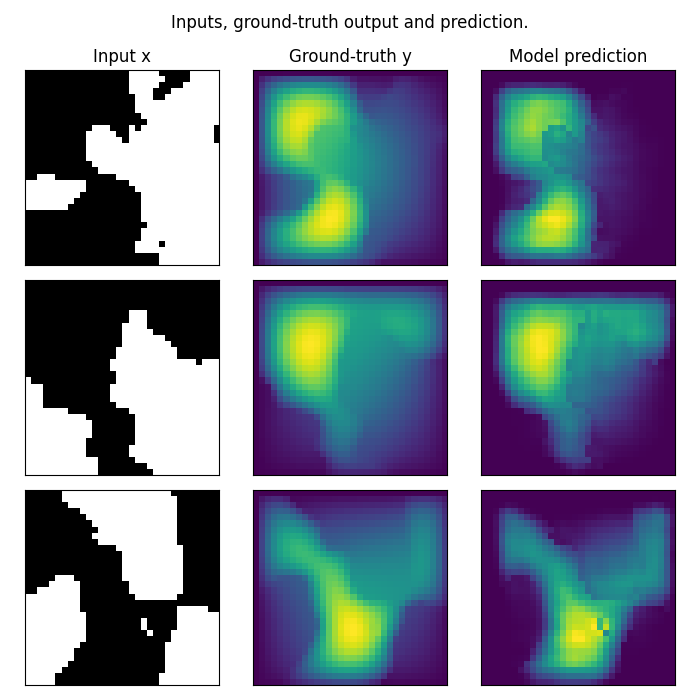 Inputs, ground-truth output and prediction.
Input x
Ground-truth y
Model prediction